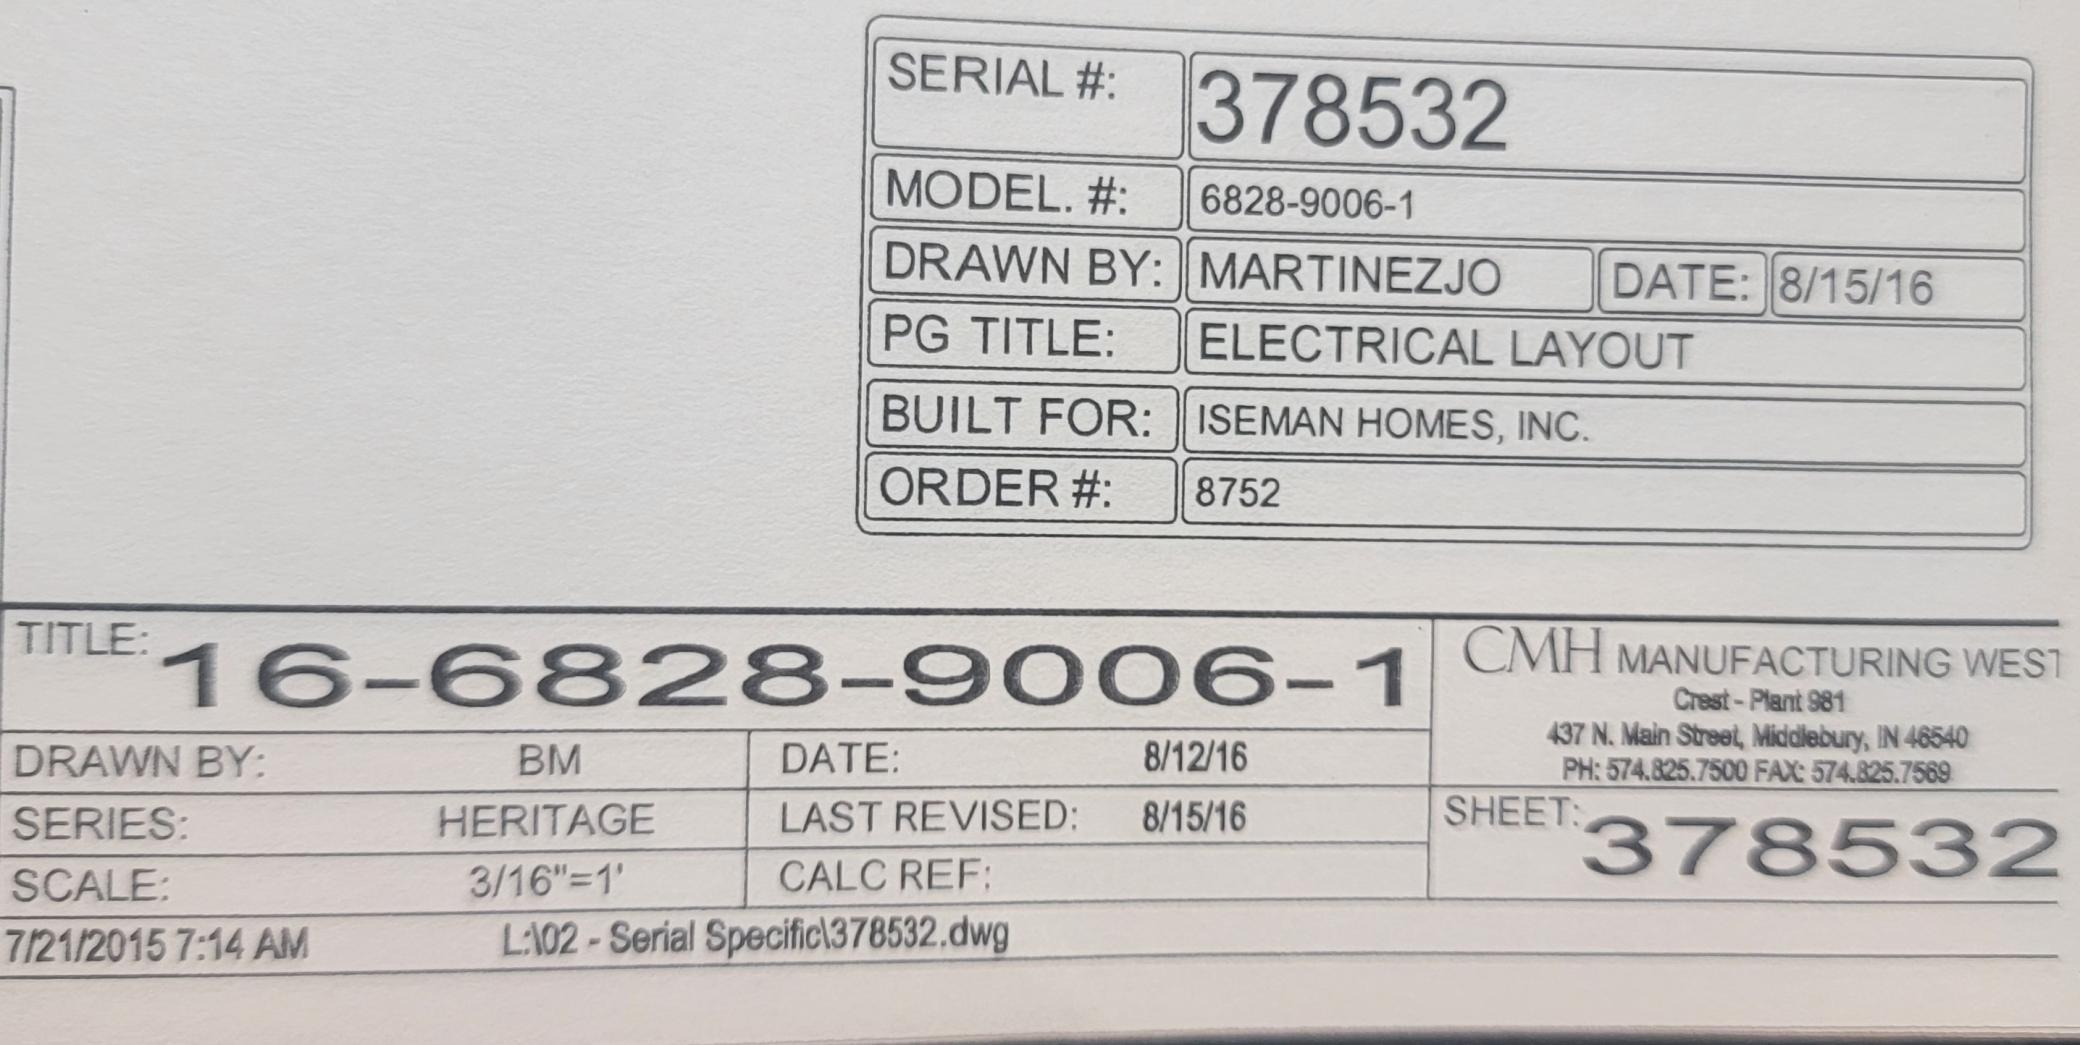 SERIAL #: 378532
MODEL. #: 6828-9006-1
DRAWN BY: MARTINEZJO DATE: 8/15/16
PG TITLE: ELECTRICAL LAYOUT
BUILT FOR: ISEMAN HOMES, INC.
ORDER #: 8752
TITLE: 16-6828-9006-1
DRAWN BY: BM DATE: 8/12/16
SERIES: HERITAGE LAST REVISED: 8/15/16
SCALE: 3/16"=1' CALC REF:
CMH MANUFACTURING WEST
Crest - Plant 981
437 N. Main Street, Middlebury, IN 46540
PH: 574.825.7500 FAX: 574.825.7569
SHEET: 378532
7/21/2015 7:14 AM L:\02 - Serial Specific\378532.dwg